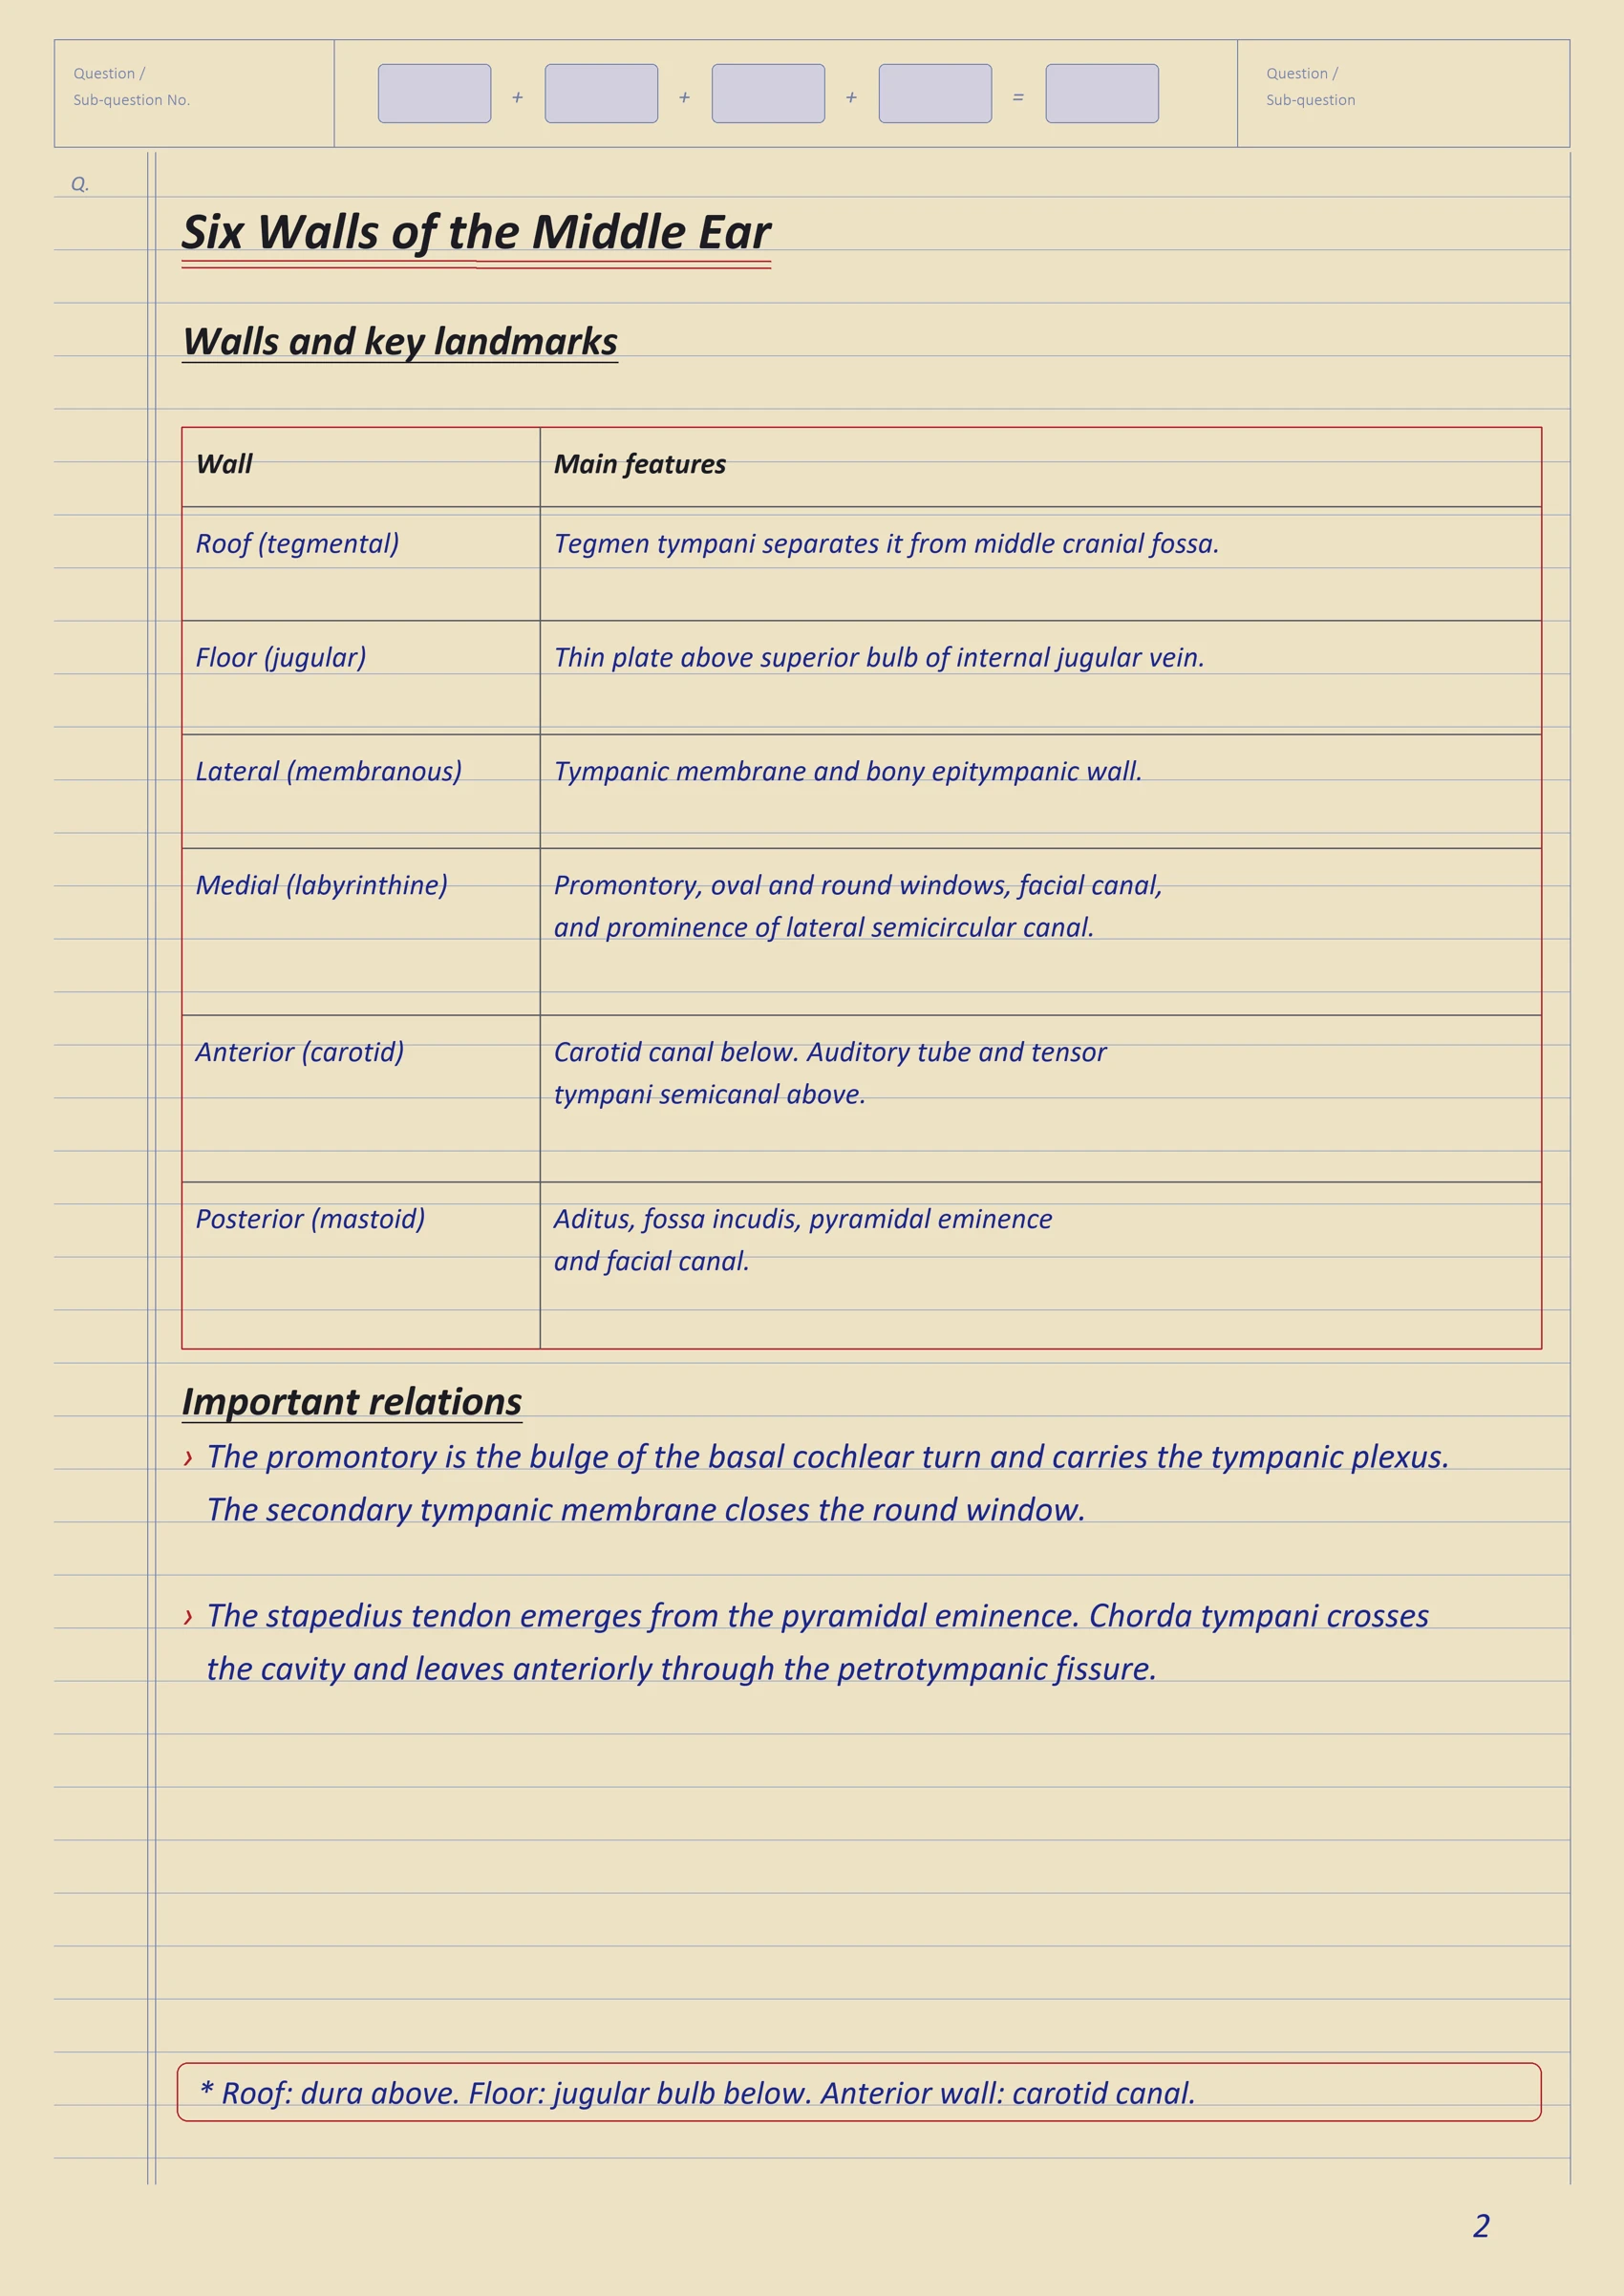 Question /
Sub-question No.
+ + + =
Question /
Sub-question
Q.
Six Walls of the Middle Ear
Walls and key landmarks
Wall Main features
Roof (tegmental) Tegmen tympani separates it from middle cranial fossa.
Floor (jugular) Thin plate above superior bulb of internal jugular vein.
Lateral (membranous) Tympanic membrane and bony epitympanic wall.
Medial (labyrinthine) Promontory, oval and round windows, facial canal,
and prominence of lateral semicircular canal.
Anterior (carotid) Carotid canal below. Auditory tube and tensor
tympani semicanal above.
Posterior (mastoid) Aditus, fossa incudis, pyramidal eminence
and facial canal.
Important relations
› The promontory is the bulge of the basal cochlear turn and carries the tympanic plexus.
The secondary tympanic membrane closes the round window.
› The stapedius tendon emerges from the pyramidal eminence. Chorda tympani crosses
the cavity and leaves anteriorly through the petrotympanic fissure.
* Roof: dura above. Floor: jugular bulb below. Anterior wall: carotid canal.
2